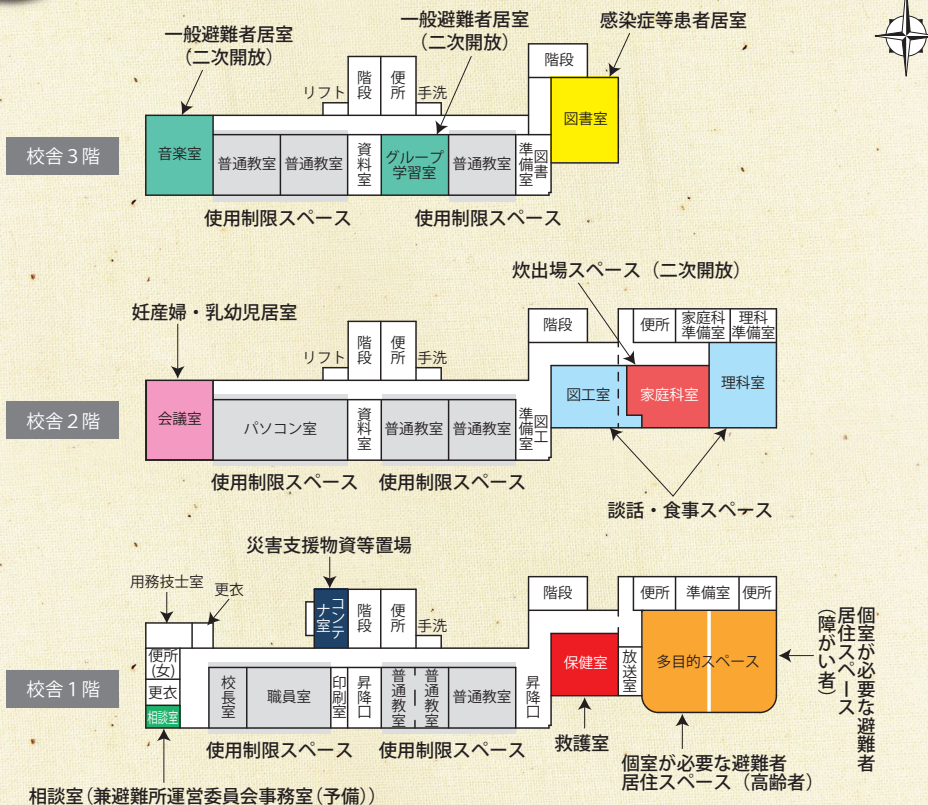 一般避難者居室
(二次開放)
一般避難者居室
(二次開放)
感染症等患者居室
校舎3階
リフト
階段
便所
手洗
階段
音楽室
普通教室
普通教室
資料室
グループ
学習室
普通教室
図書
準備室
図書室
使用制限スペース
使用制限スペース
炊出場スペース(二次開放)
妊産婦・乳幼児居室
校舎2階
リフト
階段
便所
手洗
階段
便所
家庭科
準備室
理科
準備室
会議室
パソコン室
資料室
普通教室
普通教室
図工
準備室
図工室
家庭科室
理科室
使用制限スペース
使用制限スペース
談話・食事スペース
災害支援物資等置場
校舎1階
用務技士室
更衣
コンテ
ナ室
階段
便所
手洗
階段
便所
準備室
便所
便所
(女)
更衣
相談室
校長室
職員室
印刷室
昇降口
普通教室
普通教室
普通教室
昇降口
保健室
放送室
多目的スペース
個室が必要な避難者
居住スペース
(障がい者)
使用制限スペース
使用制限スペース
救護室
個室が必要な避難者
居住スペース(高齢者)
相談室(兼避難所運営委員会事務室(予備))